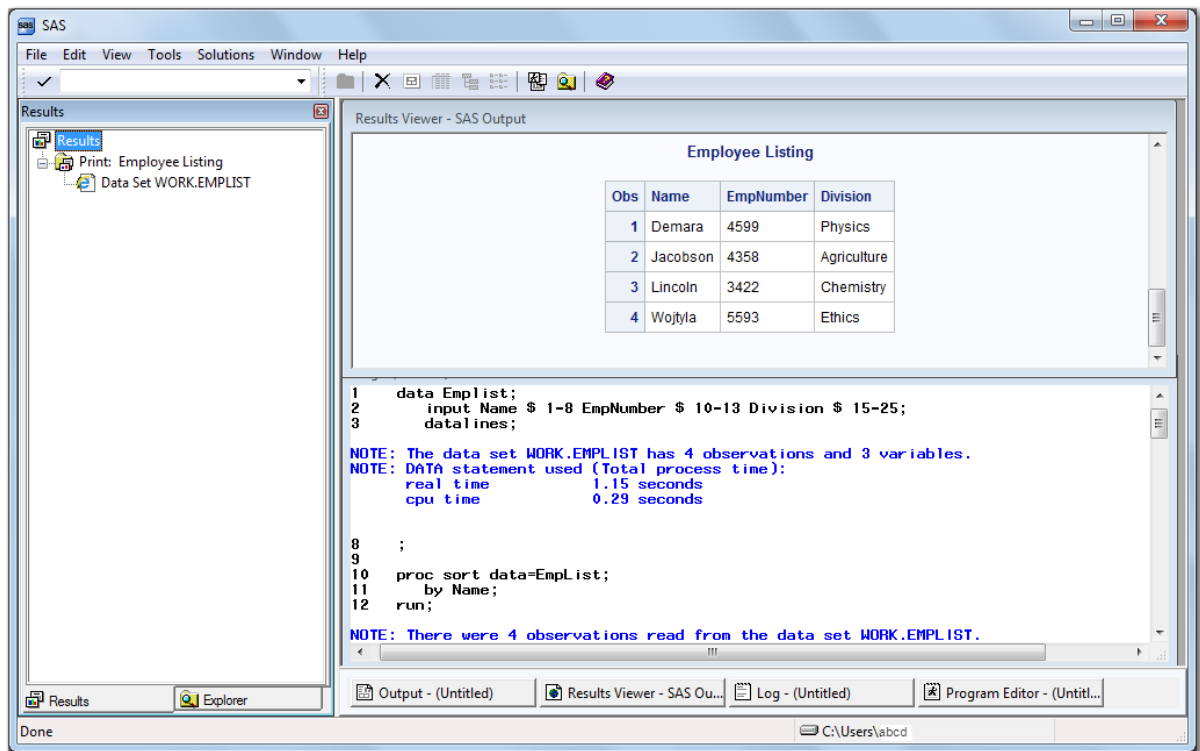 sas SAS
File Edit View Tools Solutions Window Help
Results
Results Viewer - SAS Output
Results
Print: Employee Listing
Data Set WORK.EMPLIST
Employee Listing
Obs Name EmpNumber Division
1 Demara 4599 Physics
2 Jacobson 4358 Agriculture
3 Lincoln 3422 Chemistry
4 Wojtyla 5593 Ethics
1 data Emplist;
2 input Name $ 1-8 EmpNumber $ 10-13 Division $ 15-25;
3 datalines;
NOTE: The data set WORK.EMPLIST has 4 observations and 3 variables.
NOTE: DATA statement used (Total process time):
real time 1.15 seconds
cpu time 0.29 seconds
8 ;
9
10 proc sort data=EmpList;
11 by Name;
12 run;
NOTE: There were 4 observations read from the data set WORK.EMPLIST.
Results Explorer
Output - (Untitled) Results Viewer - SAS Ou... Log - (Untitled) Program Editor - (Untitl...
Done C:\Users\abcd